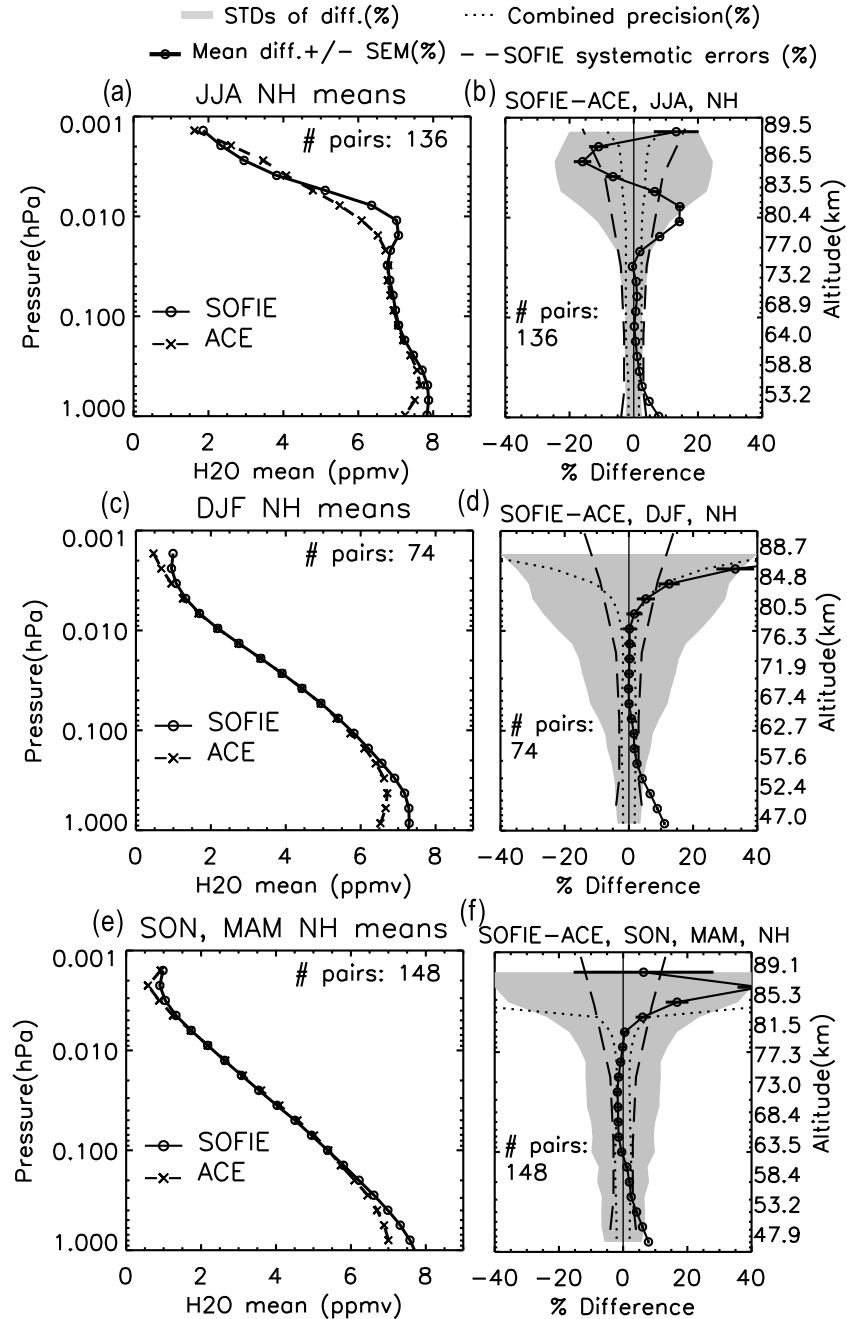 STDs of diff.(%) Combined precision(%)
Mean diff.+/- SEM(%) SOFIE systematic errors (%)
(a) JJA NH means
# pairs: 136
0.001
0.010
0.100
1.000
Pressure(hPa)
SOFIE
ACE
0 2 4 6 8
H2O mean (ppmv)
(b) SOFIE-ACE, JJA, NH
# pairs:
136
89.5
86.5
83.5
80.4
77.0
73.2
68.9
64.0
58.8
53.2
Altitude(km)
-40 -20 0 20 40
% Difference
(c) DJF NH means
# pairs: 74
0.001
0.010
0.100
1.000
Pressure(hPa)
SOFIE
ACE
0 2 4 6 8
H2O mean (ppmv)
(d) SOFIE-ACE, DJF, NH
# pairs:
74
88.7
84.8
80.5
76.3
71.9
67.4
62.7
57.6
52.4
47.0
Altitude(km)
-40 -20 0 20 40
% Difference
(e) SON, MAM NH means
# pairs: 148
0.001
0.010
0.100
1.000
Pressure(hPa)
SOFIE
ACE
0 2 4 6 8
H2O mean (ppmv)
(f) SOFIE-ACE, SON, MAM, NH
# pairs:
148
89.1
85.3
81.5
77.3
73.0
68.4
63.5
58.4
53.2
47.9
Altitude(km)
-40 -20 0 20 40
% Difference